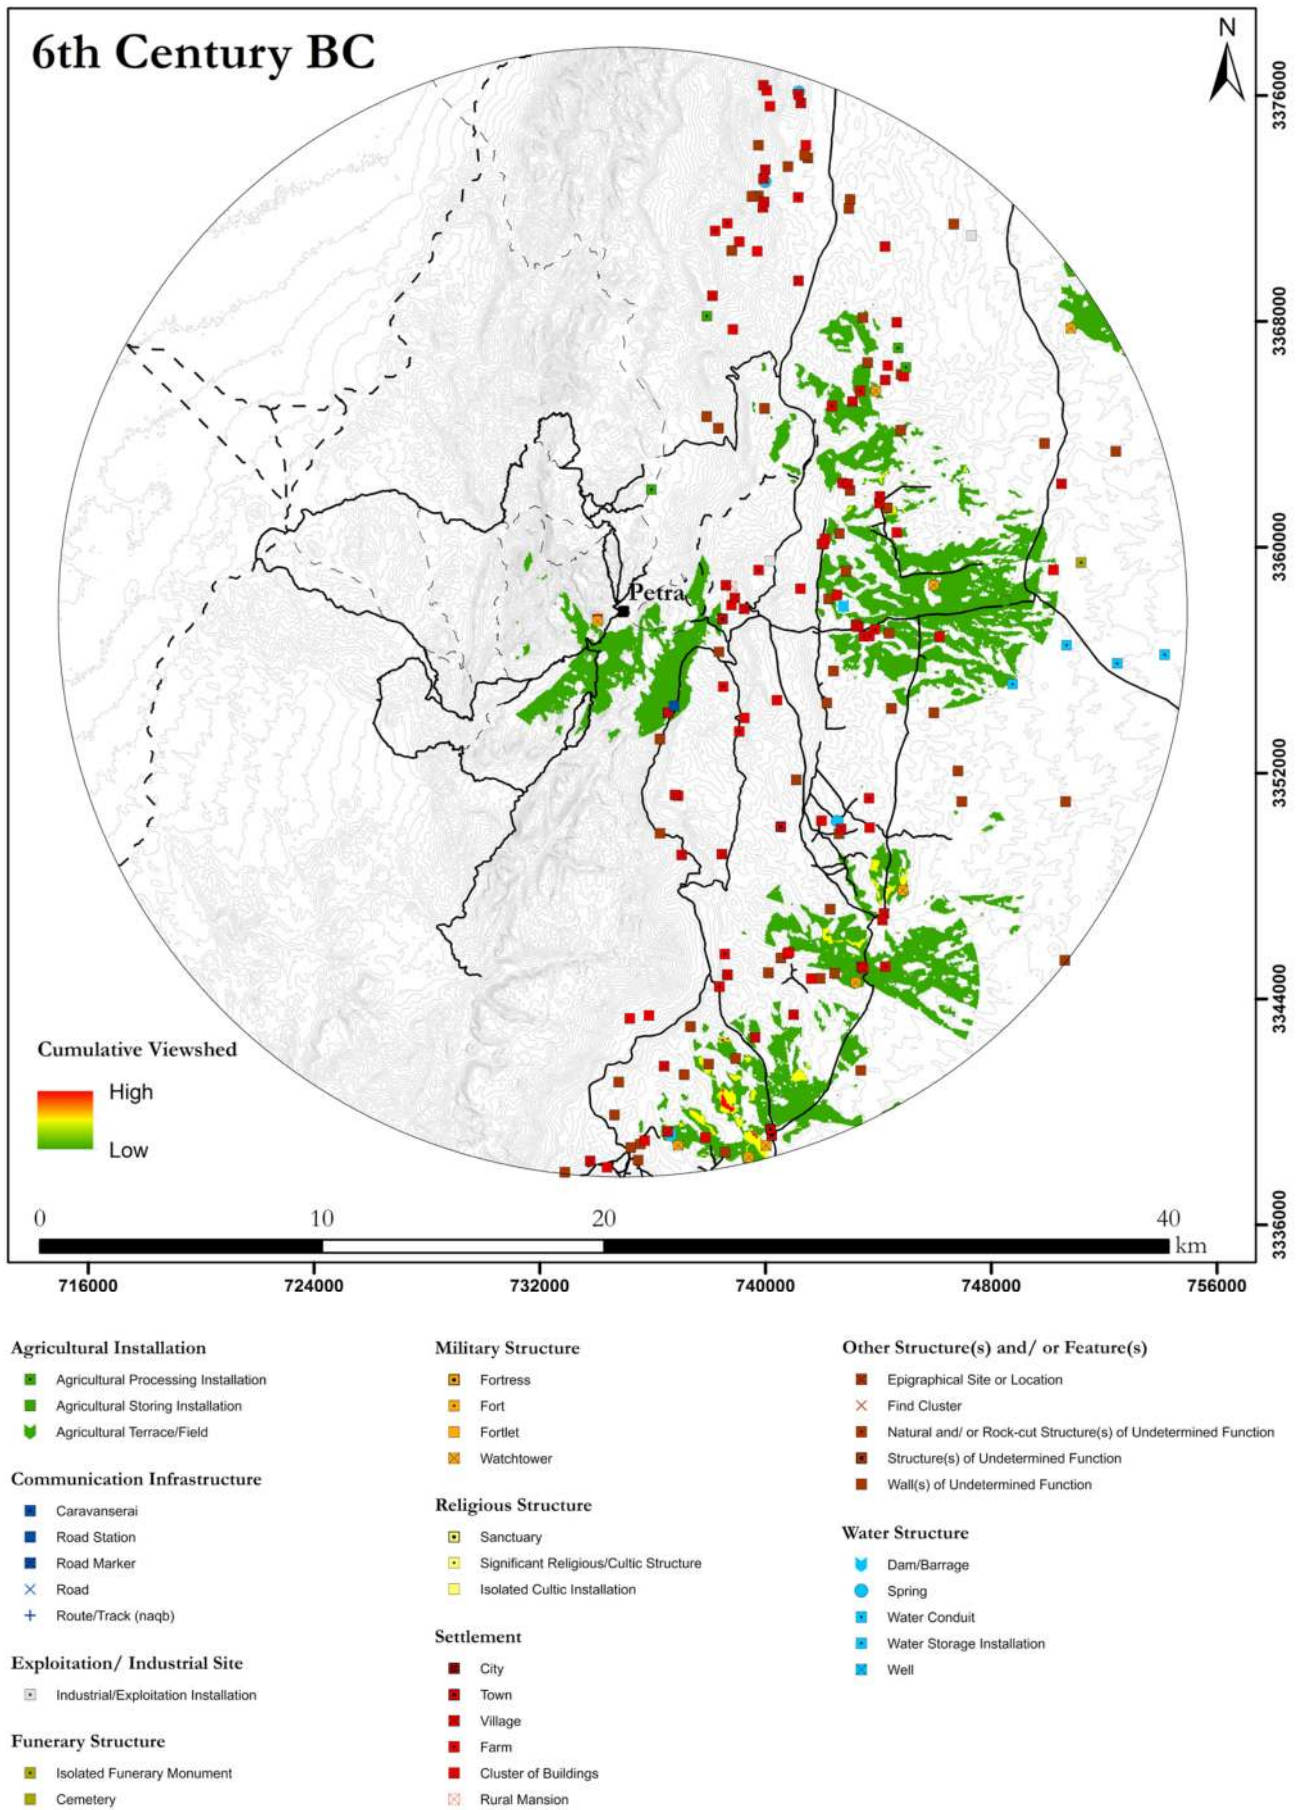 6th Century BC
N
3376000
3368000
3360000
3352000
3344000
3336000
Petra
Cumulative Viewshed
High
Low
0 10 20 40 km
716000 724000 732000 740000 748000 756000
Agricultural Installation
Agricultural Processing Installation
Agricultural Storing Installation
Agricultural Terrace/Field
Communication Infrastructure
Caravanserai
Road Station
Road Marker
Road
Route/Track (naqb)
Exploitation/ Industrial Site
Industrial/Exploitation Installation
Funerary Structure
Isolated Funerary Monument
Cemetery
Military Structure
Fortress
Fort
Fortlet
Watchtower
Religious Structure
Sanctuary
Significant Religious/Cultic Structure
Isolated Cultic Installation
Settlement
City
Town
Village
Farm
Cluster of Buildings
Rural Mansion
Other Structure(s) and/ or Feature(s)
Epigraphical Site or Location
Find Cluster
Natural and/ or Rock-cut Structure(s) of Undetermined Function
Structure(s) of Undetermined Function
Wall(s) of Undetermined Function
Water Structure
Dam/Barrage
Spring
Water Conduit
Water Storage Installation
Well